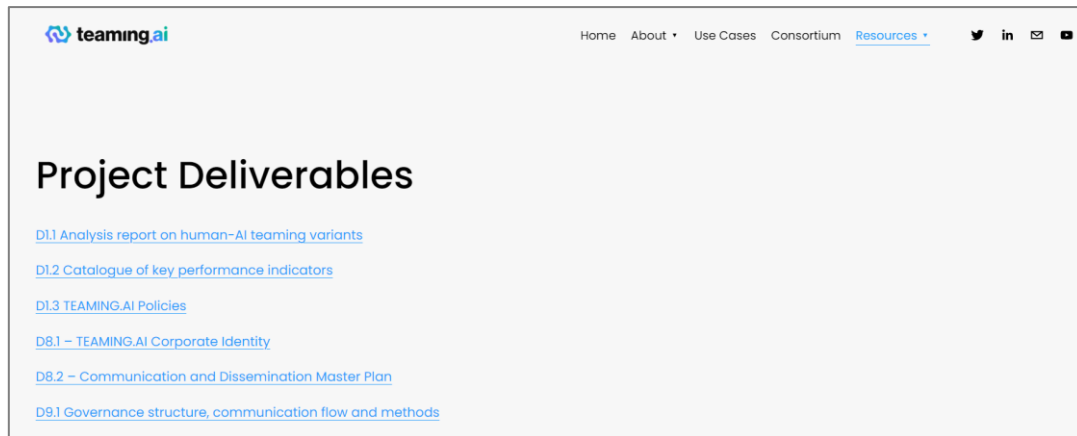 teaming.ai
Home About Use Cases Consortium Resources
Project Deliverables
D1.1 Analysis report on human-AI teaming variants
D1.2 Catalogue of key performance indicators
D1.3 TEAMING.AI Policies
D8.1 – TEAMING.AI Corporate Identity
D8.2 – Communication and Dissemination Master Plan
D9.1 Governance structure, communication flow and methods